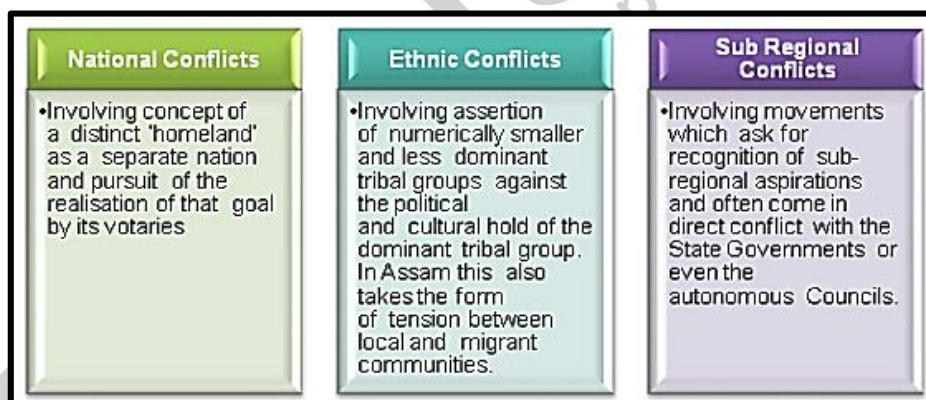 National Conflicts
•Involving concept of
a distinct 'homeland'
as a separate nation
and pursuit of the
realisation of that goal
by its votaries
Ethnic Conflicts
•Involving assertion
of numerically smaller
and less dominant
tribal groups against
the political
and cultural hold of the
dominant tribal group.
In Assam this also
takes the form
of tension between
local and migrant
communities.
Sub Regional
Conflicts
•Involving movements
which ask for
recognition of sub-
regional aspirations
and often come in
direct conflict with the
State Governments or
even the
autonomous Councils.